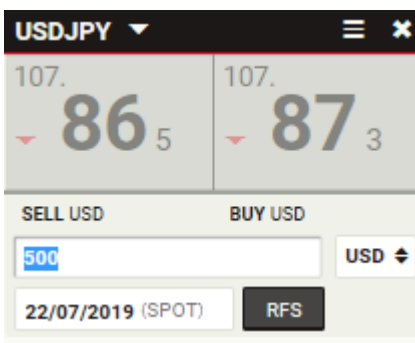 USDJPY
107. 107.
86 5 87 3
SELL USD BUY USD
500 USD
22/07/2019 (SPOT) RFS